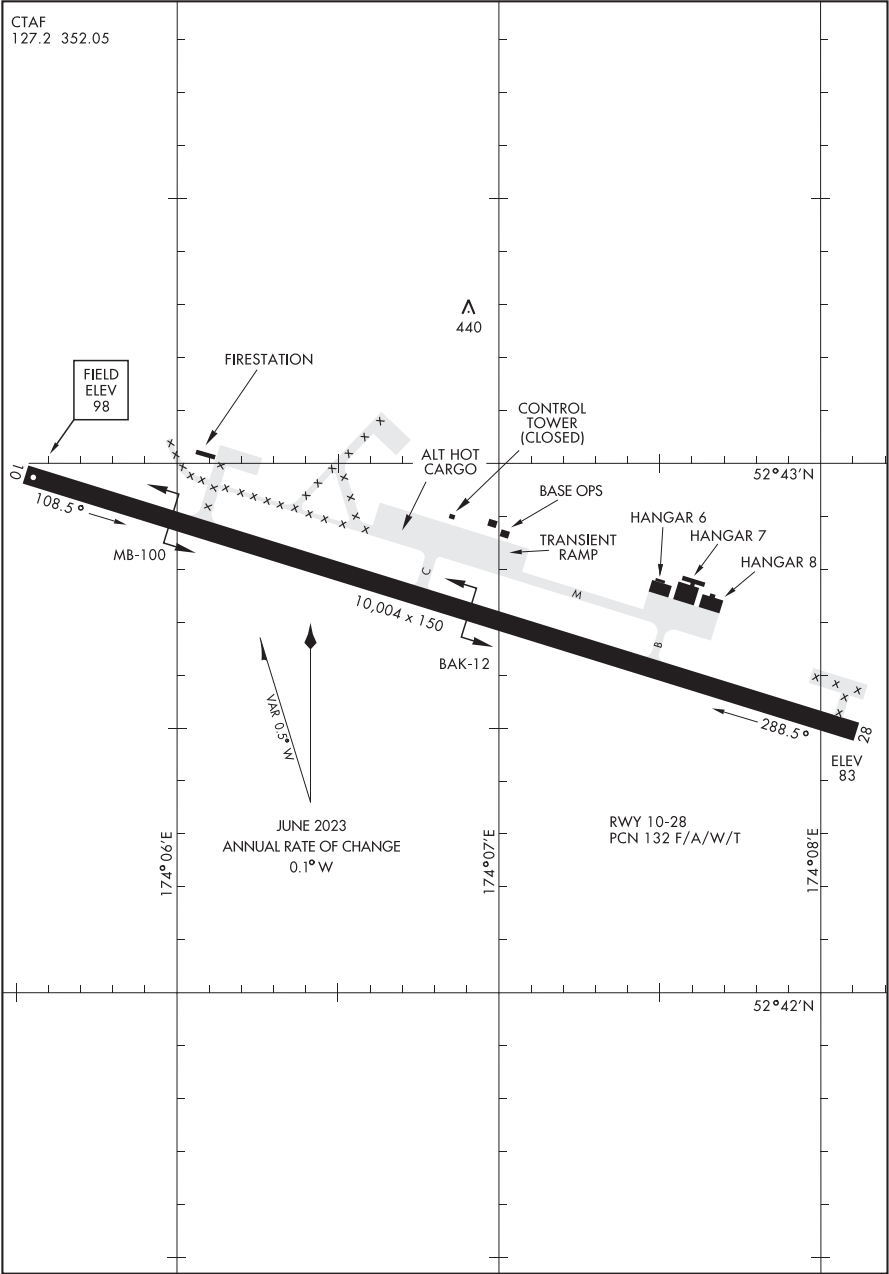 CTAF
127.2 352.05
440
FIRESTATION
FIELD
ELEV
98
CONTROL
TOWER
(CLOSED)
ALT HOT
CARGO
52°43'N
10
108.5°
BASE OPS
HANGAR 6
HANGAR 7
TRANSIENT
RAMP
MB-100
HANGAR 8
C
M
10,004 x 150
B
BAK-12
VAR 0.5° W
288.5°
28
ELEV
83
JUNE 2023
ANNUAL RATE OF CHANGE
0.1° W
RWY 10-28
PCN 132 F/A/W/T
174°06'E
174°07'E
174°08'E
52°42'N